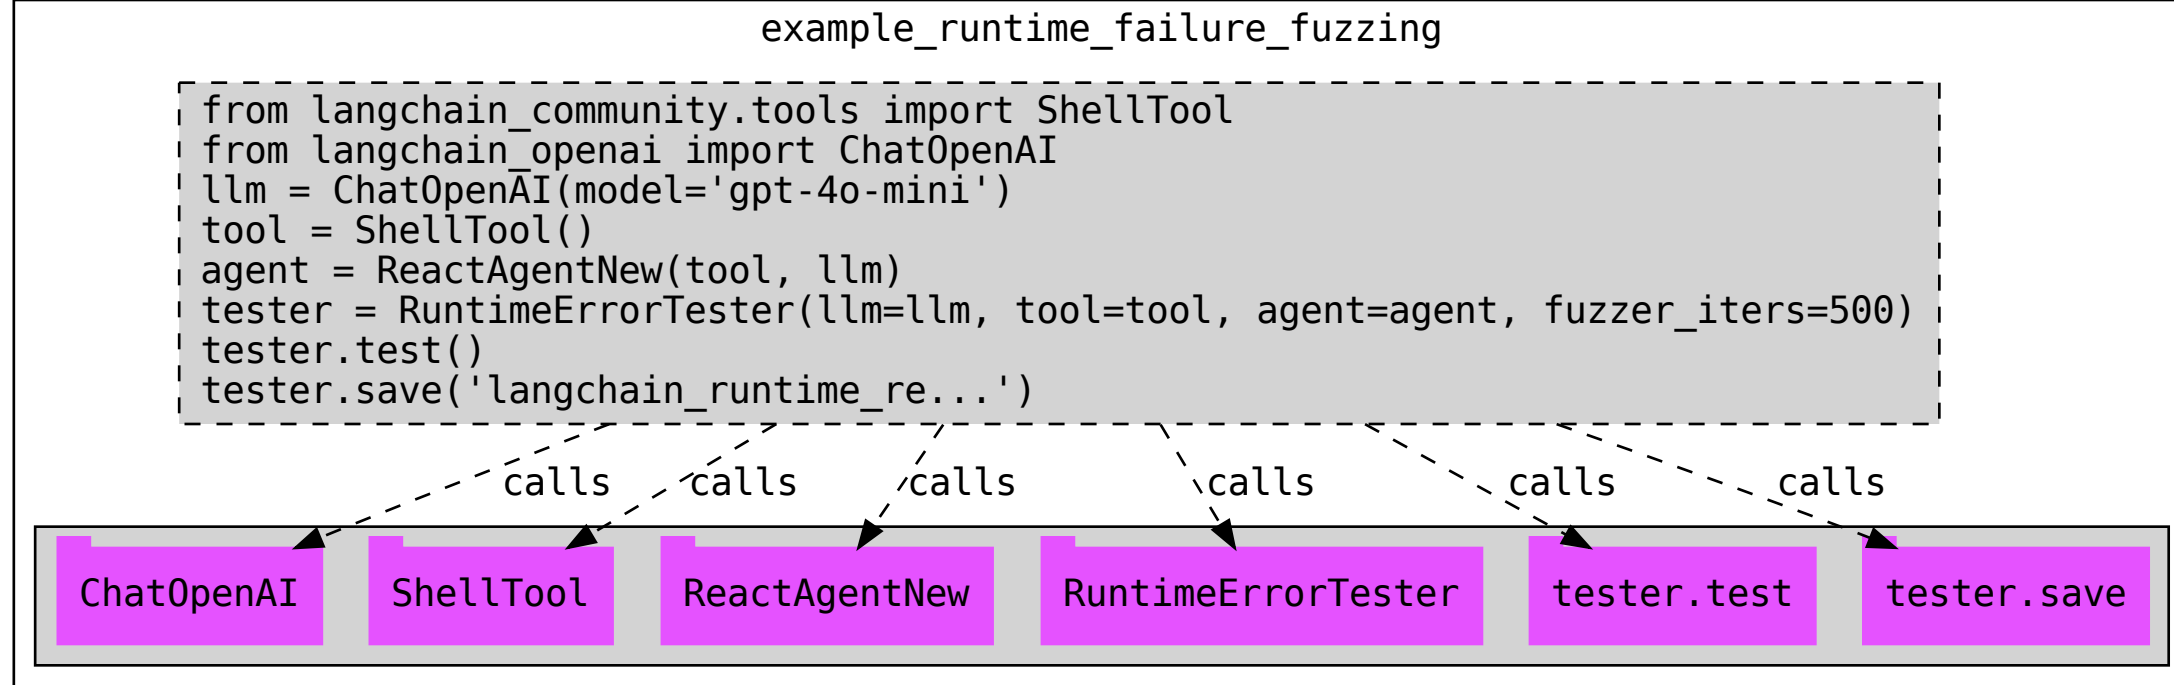 example_runtime_failure_fuzzing
from langchain_community.tools import ShellTool
from langchain_openai import ChatOpenAI
llm = ChatOpenAI(model='gpt-4o-mini')
tool = ShellTool()
agent = ReactAgentNew(tool, llm)
tester = RuntimeErrorTester(llm=llm, tool=tool, agent=agent, fuzzer_iters=500)
tester.test()
tester.save('langchain_runtime_re...')
calls calls calls calls calls calls
ChatOpenAI ShellTool ReactAgentNew RuntimeErrorTester tester.test tester.save